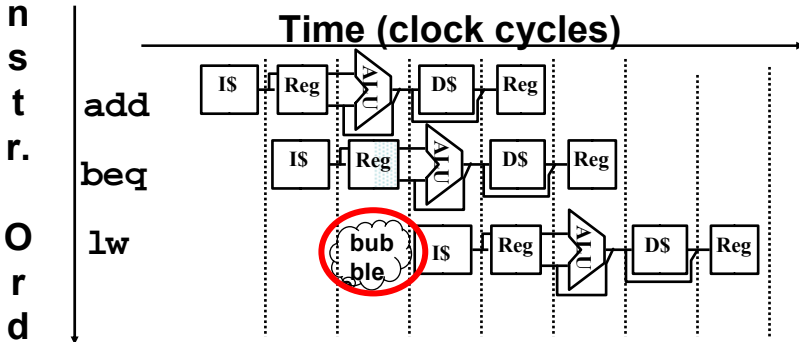 n
s
t
r.
O
r
d
Time (clock cycles)
add
I$ Reg ALU D$ Reg
beq
I$ Reg ALU D$ Reg
lw
bub
ble
I$ Reg ALU D$ Reg